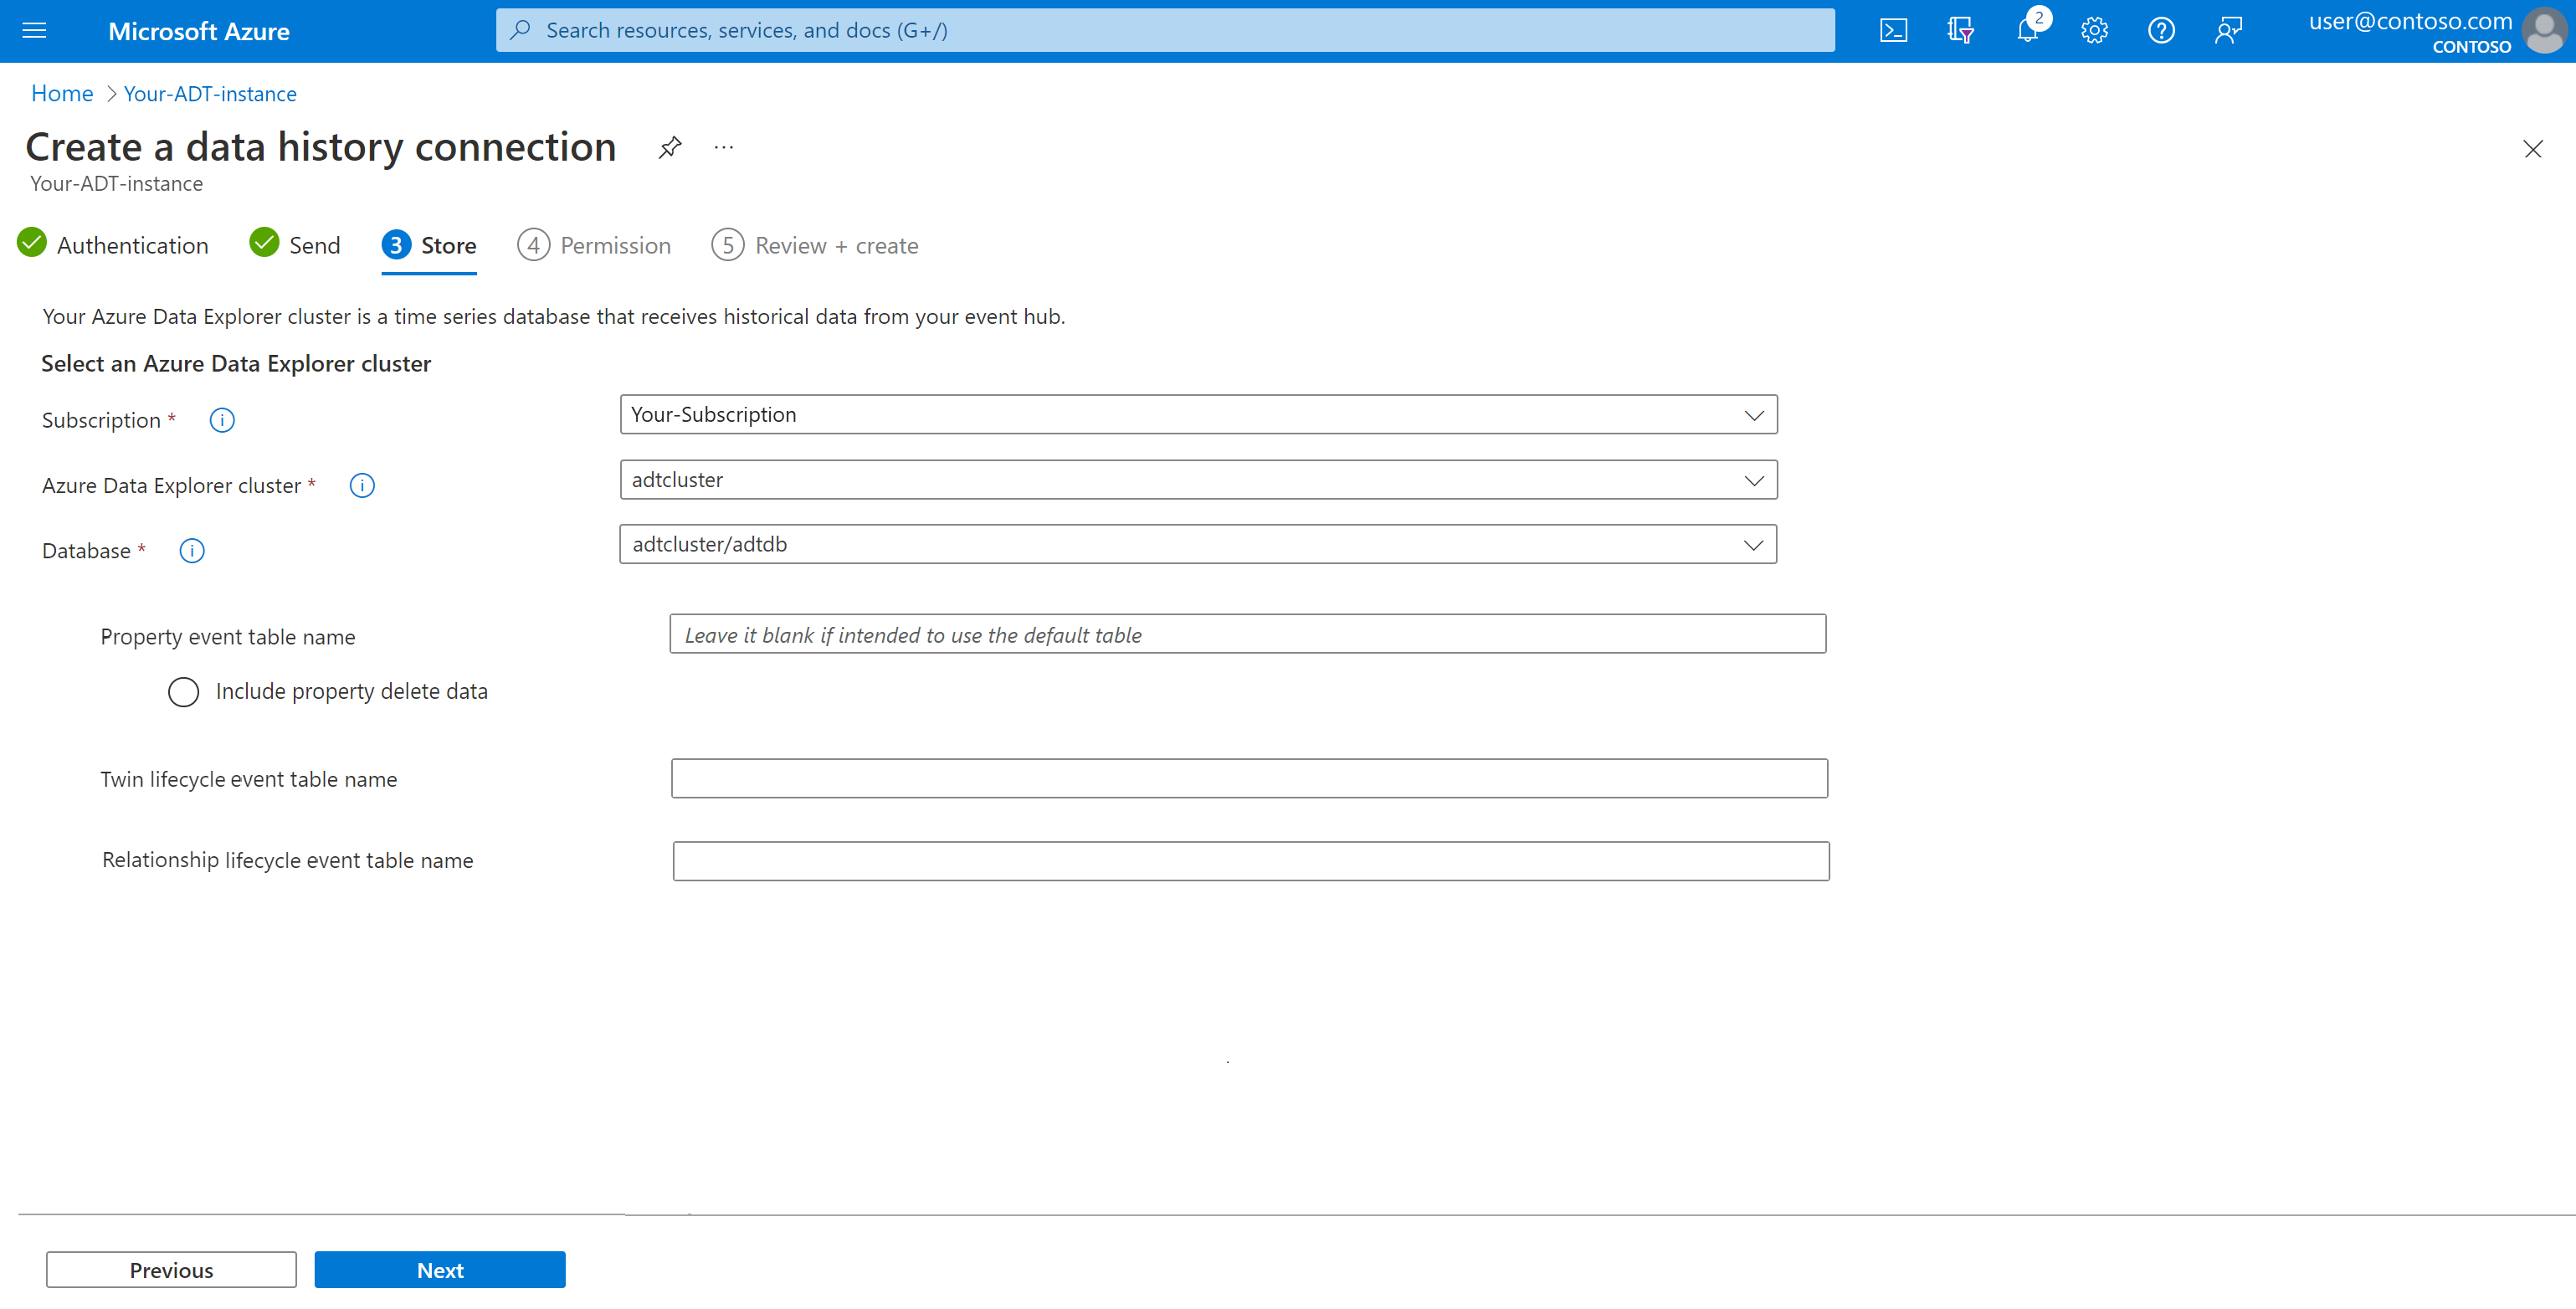 Microsoft Azure
Search resources, services, and docs (G+/)
2
user@contoso.com
CONTOSO
Home > Your-ADT-instance
Create a data history connection ...
Your-ADT-instance
Authentication Send 3 Store 4 Permission 5 Review + create
Your Azure Data Explorer cluster is a time series database that receives historical data from your event hub.
Select an Azure Data Explorer cluster
Subscription * i Your-Subscription
Azure Data Explorer cluster * i adtcluster
Database * i adtcluster/adtdb
Property event table name Leave it blank if intended to use the default table
Include property delete data
Twin lifecycle event table name
Relationship lifecycle event table name
Previous Next